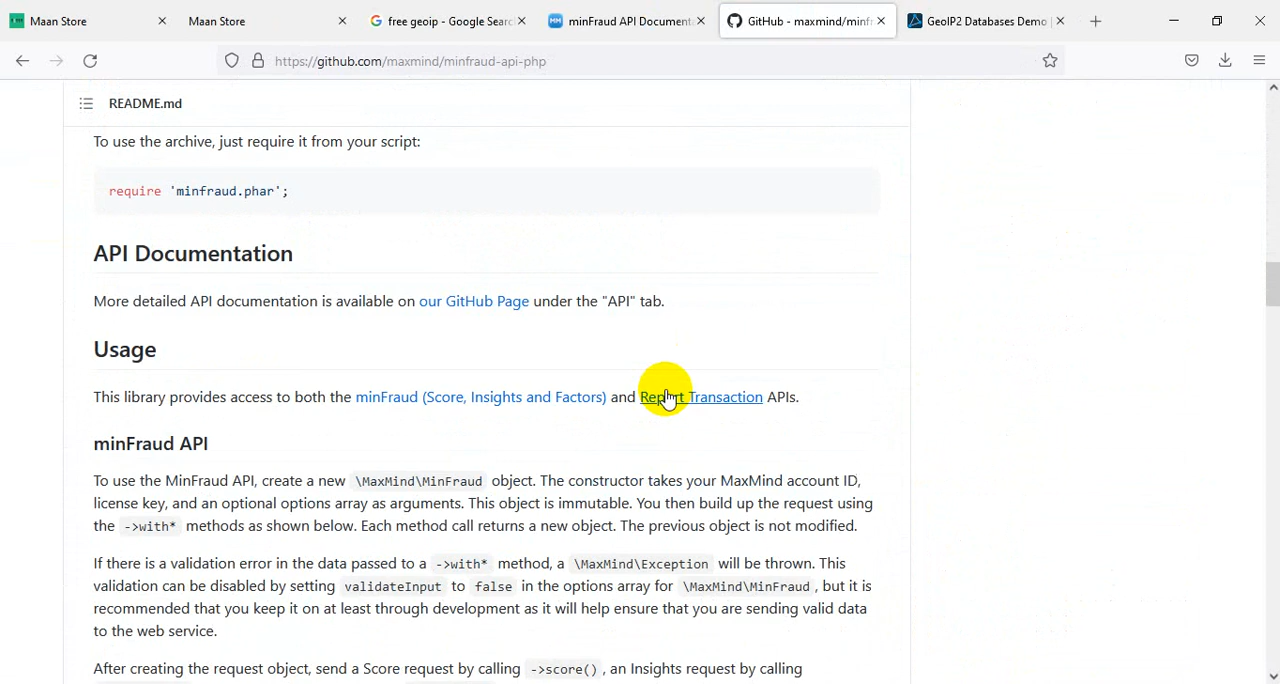 Maan Store
Maan Store
free geoip - Google Searc
minFraud API Document
GitHub - maxmind/minfr
GeoIP2 Databases Demo
https://github.com/maxmind/minfraud-api-php
README.md
To use the archive, just require it from your script:
require 'minfraud.phar';
API Documentation
More detailed API documentation is available on our GitHub Page under the "API" tab.
Usage
This library provides access to both the minFraud (Score, Insights and Factors) and Report Transaction APIs.
minFraud API
To use the MinFraud API, create a new \MaxMind\MinFraud object. The constructor takes your MaxMind account ID,
license key, and an optional options array as arguments. This object is immutable. You then build up the request using
the ->with* methods as shown below. Each method call returns a new object. The previous object is not modified.
If there is a validation error in the data passed to a ->with* method, a \MaxMind\Exception will be thrown. This
validation can be disabled by setting validateInput to false in the options array for \MaxMind\MinFraud, but it is
recommended that you keep it on at least through development as it will help ensure that you are sending valid data
to the web service.
After creating the request object, send a Score request by calling ->score(), an Insights request by calling